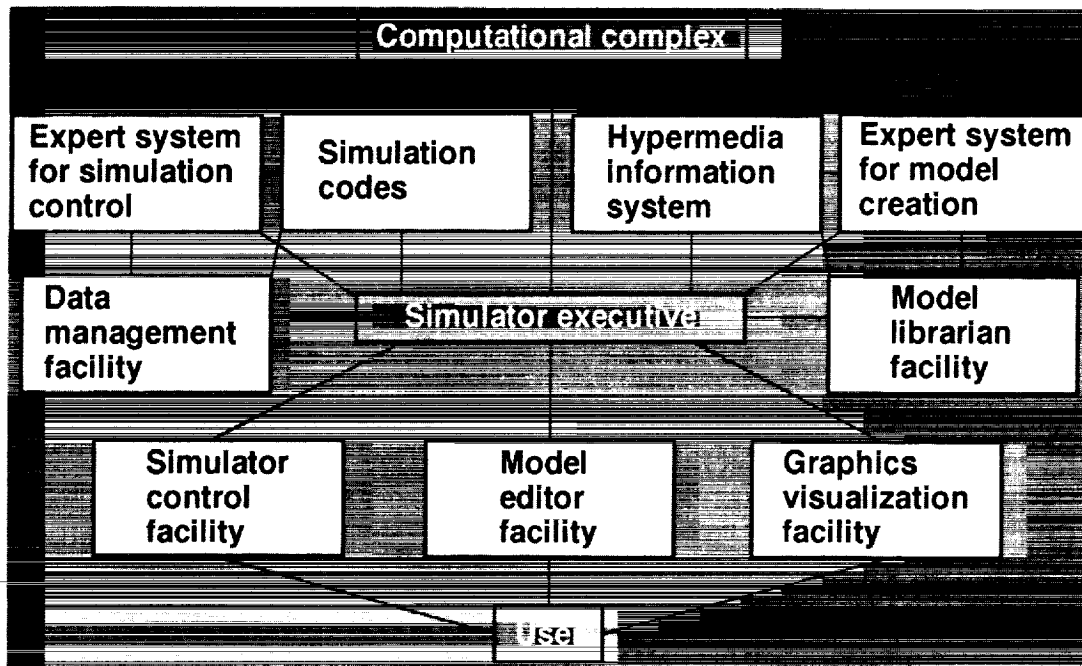 Computational complex
Expert system
for simulation
control
Simulation
codes
Hypermedia
information
system
Expert system
for model
creation
Data
management
facility
Simulator executive
Model
librarian
facility
Simulator
control
facility
Model
editor
facility
Graphics
visualization
facility
User